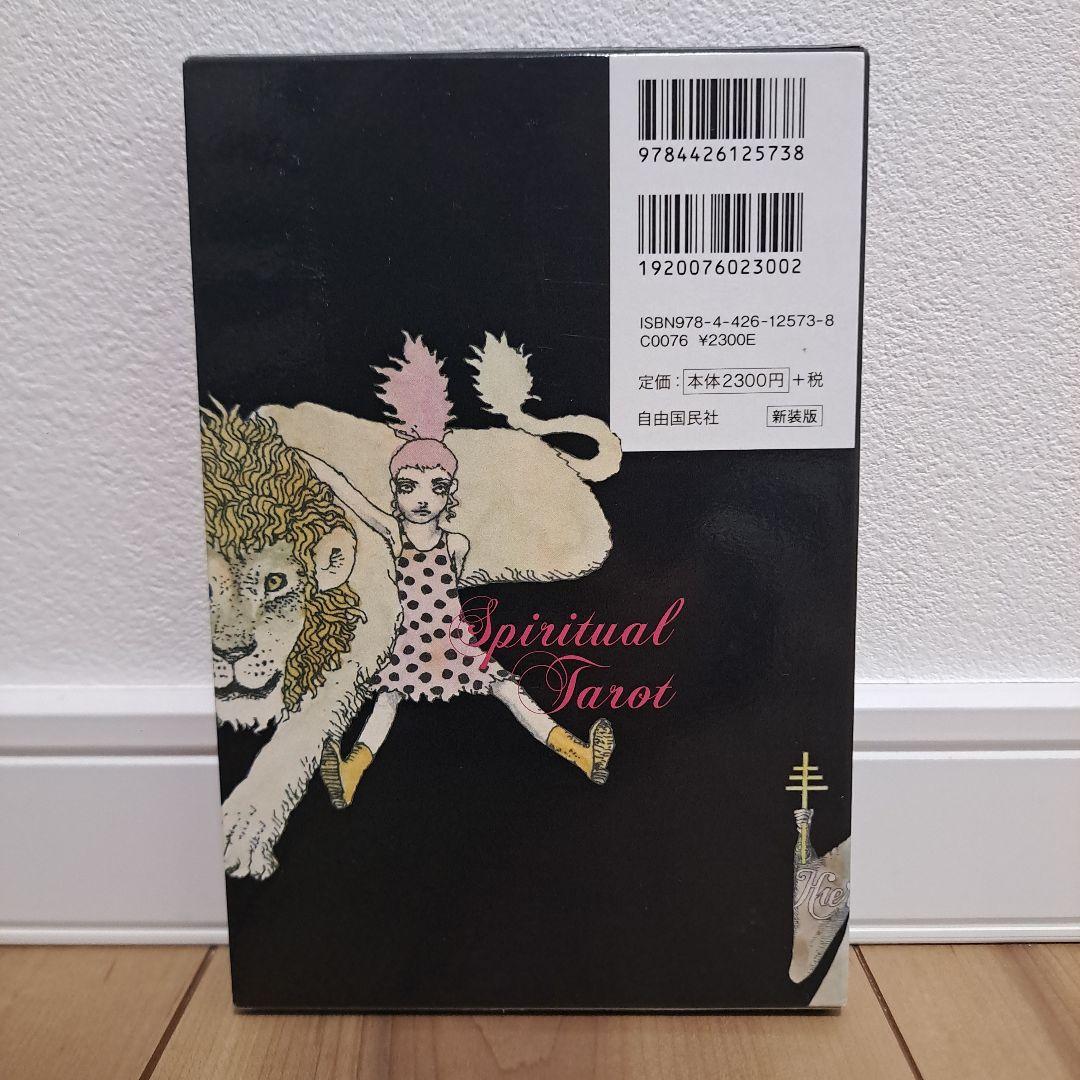 9784426125738
1920076023002
ISBN978-4-426-12573-8
C0076 ¥2300E
定価：本体2300円+税
自由国民社 新装版
Spiritual
Tarot
Hie